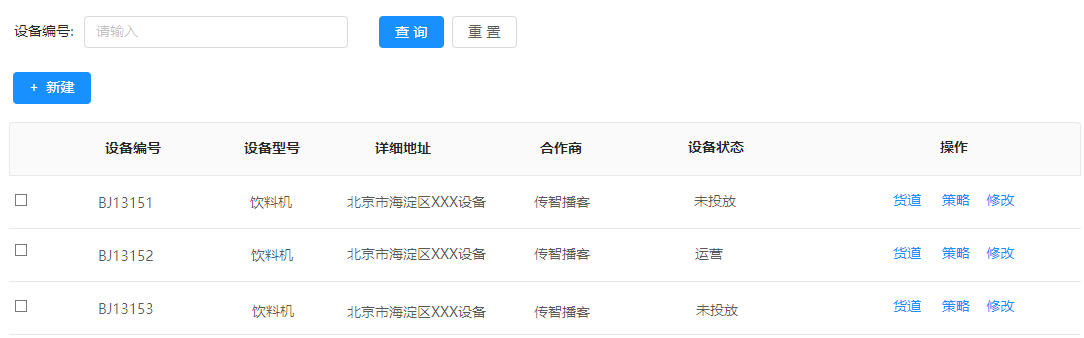 设备编号: 请输入 查 询 重 置
+ 新建
设备编号 设备型号 详细地址 合作商 设备状态 操作
BJ13151 饮料机 北京市海淀区XXX设备 传智播客 未投放 货道 策略 修改
BJ13152 饮料机 北京市海淀区XXX设备 传智播客 运营 货道 策略 修改
BJ13153 饮料机 北京市海淀区XXX设备 传智播客 未投放 货道 策略 修改